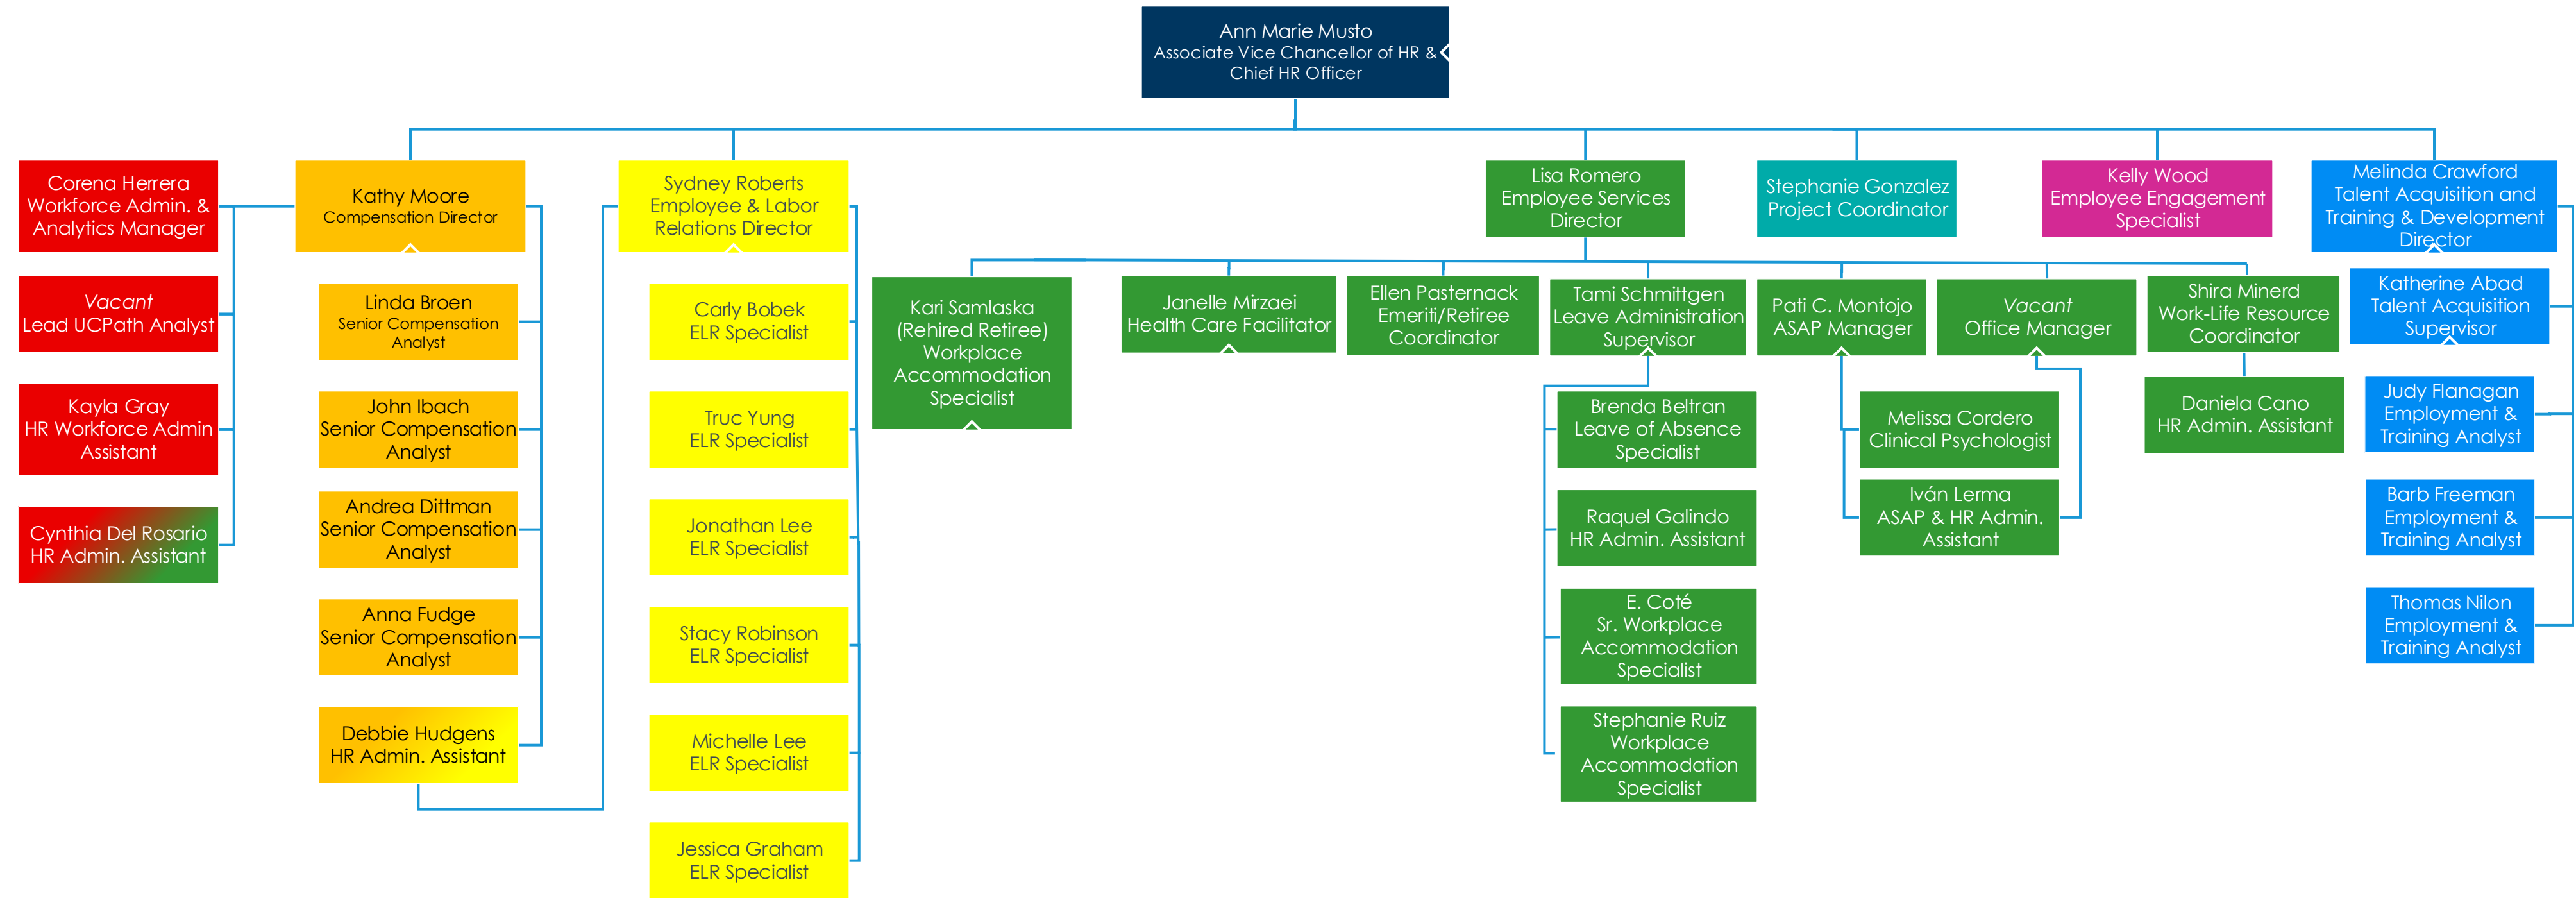 Ann Marie Musto
Associate Vice Chancellor of HR &
Chief HR Officer
Corena Herrera
Workforce Admin. &
Analytics Manager
Vacant
Lead UCPath Analyst
Kayla Gray
HR Workforce Admin
Assistant
Cynthia Del Rosario
HR Admin. Assistant
Kathy Moore
Compensation Director
Linda Broen
Senior Compensation
Analyst
John Ibach
Senior Compensation
Analyst
Andrea Dittman
Senior Compensation
Analyst
Anna Fudge
Senior Compensation
Analyst
Debbie Hudgens
HR Admin. Assistant
Sydney Roberts
Employee & Labor
Relations Director
Carly Bobek
ELR Specialist
Truc Yung
ELR Specialist
Jonathan Lee
ELR Specialist
Stacy Robinson
ELR Specialist
Michelle Lee
ELR Specialist
Jessica Graham
ELR Specialist
Lisa Romero
Employee Services
Director
Kari Samlaska
(Rehired Retiree)
Workplace
Accommodation
Specialist
Janelle Mirzaei
Health Care Facilitator
Ellen Pasternack
Emeriti/Retiree
Coordinator
Tami Schmittgen
Leave Administration
Supervisor
Brenda Beltran
Leave of Absence
Specialist
Raquel Galindo
HR Admin. Assistant
E. Coté
Sr. Workplace
Accommodation
Specialist
Stephanie Ruiz
Workplace
Accommodation
Specialist
Pati C. Montojo
ASAP Manager
Melissa Cordero
Clinical Psychologist
Iván Lerma
ASAP & HR Admin.
Assistant
Vacant
Office Manager
Shira Minerd
Work-Life Resource
Coordinator
Daniela Cano
HR Admin. Assistant
Stephanie Gonzalez
Project Coordinator
Kelly Wood
Employee Engagement
Specialist
Melinda Crawford
Talent Acquisition and
Training & Development
Director
Katherine Abad
Talent Acquisition
Supervisor
Judy Flanagan
Employment &
Training Analyst
Barb Freeman
Employment &
Training Analyst
Thomas Nilon
Employment &
Training Analyst